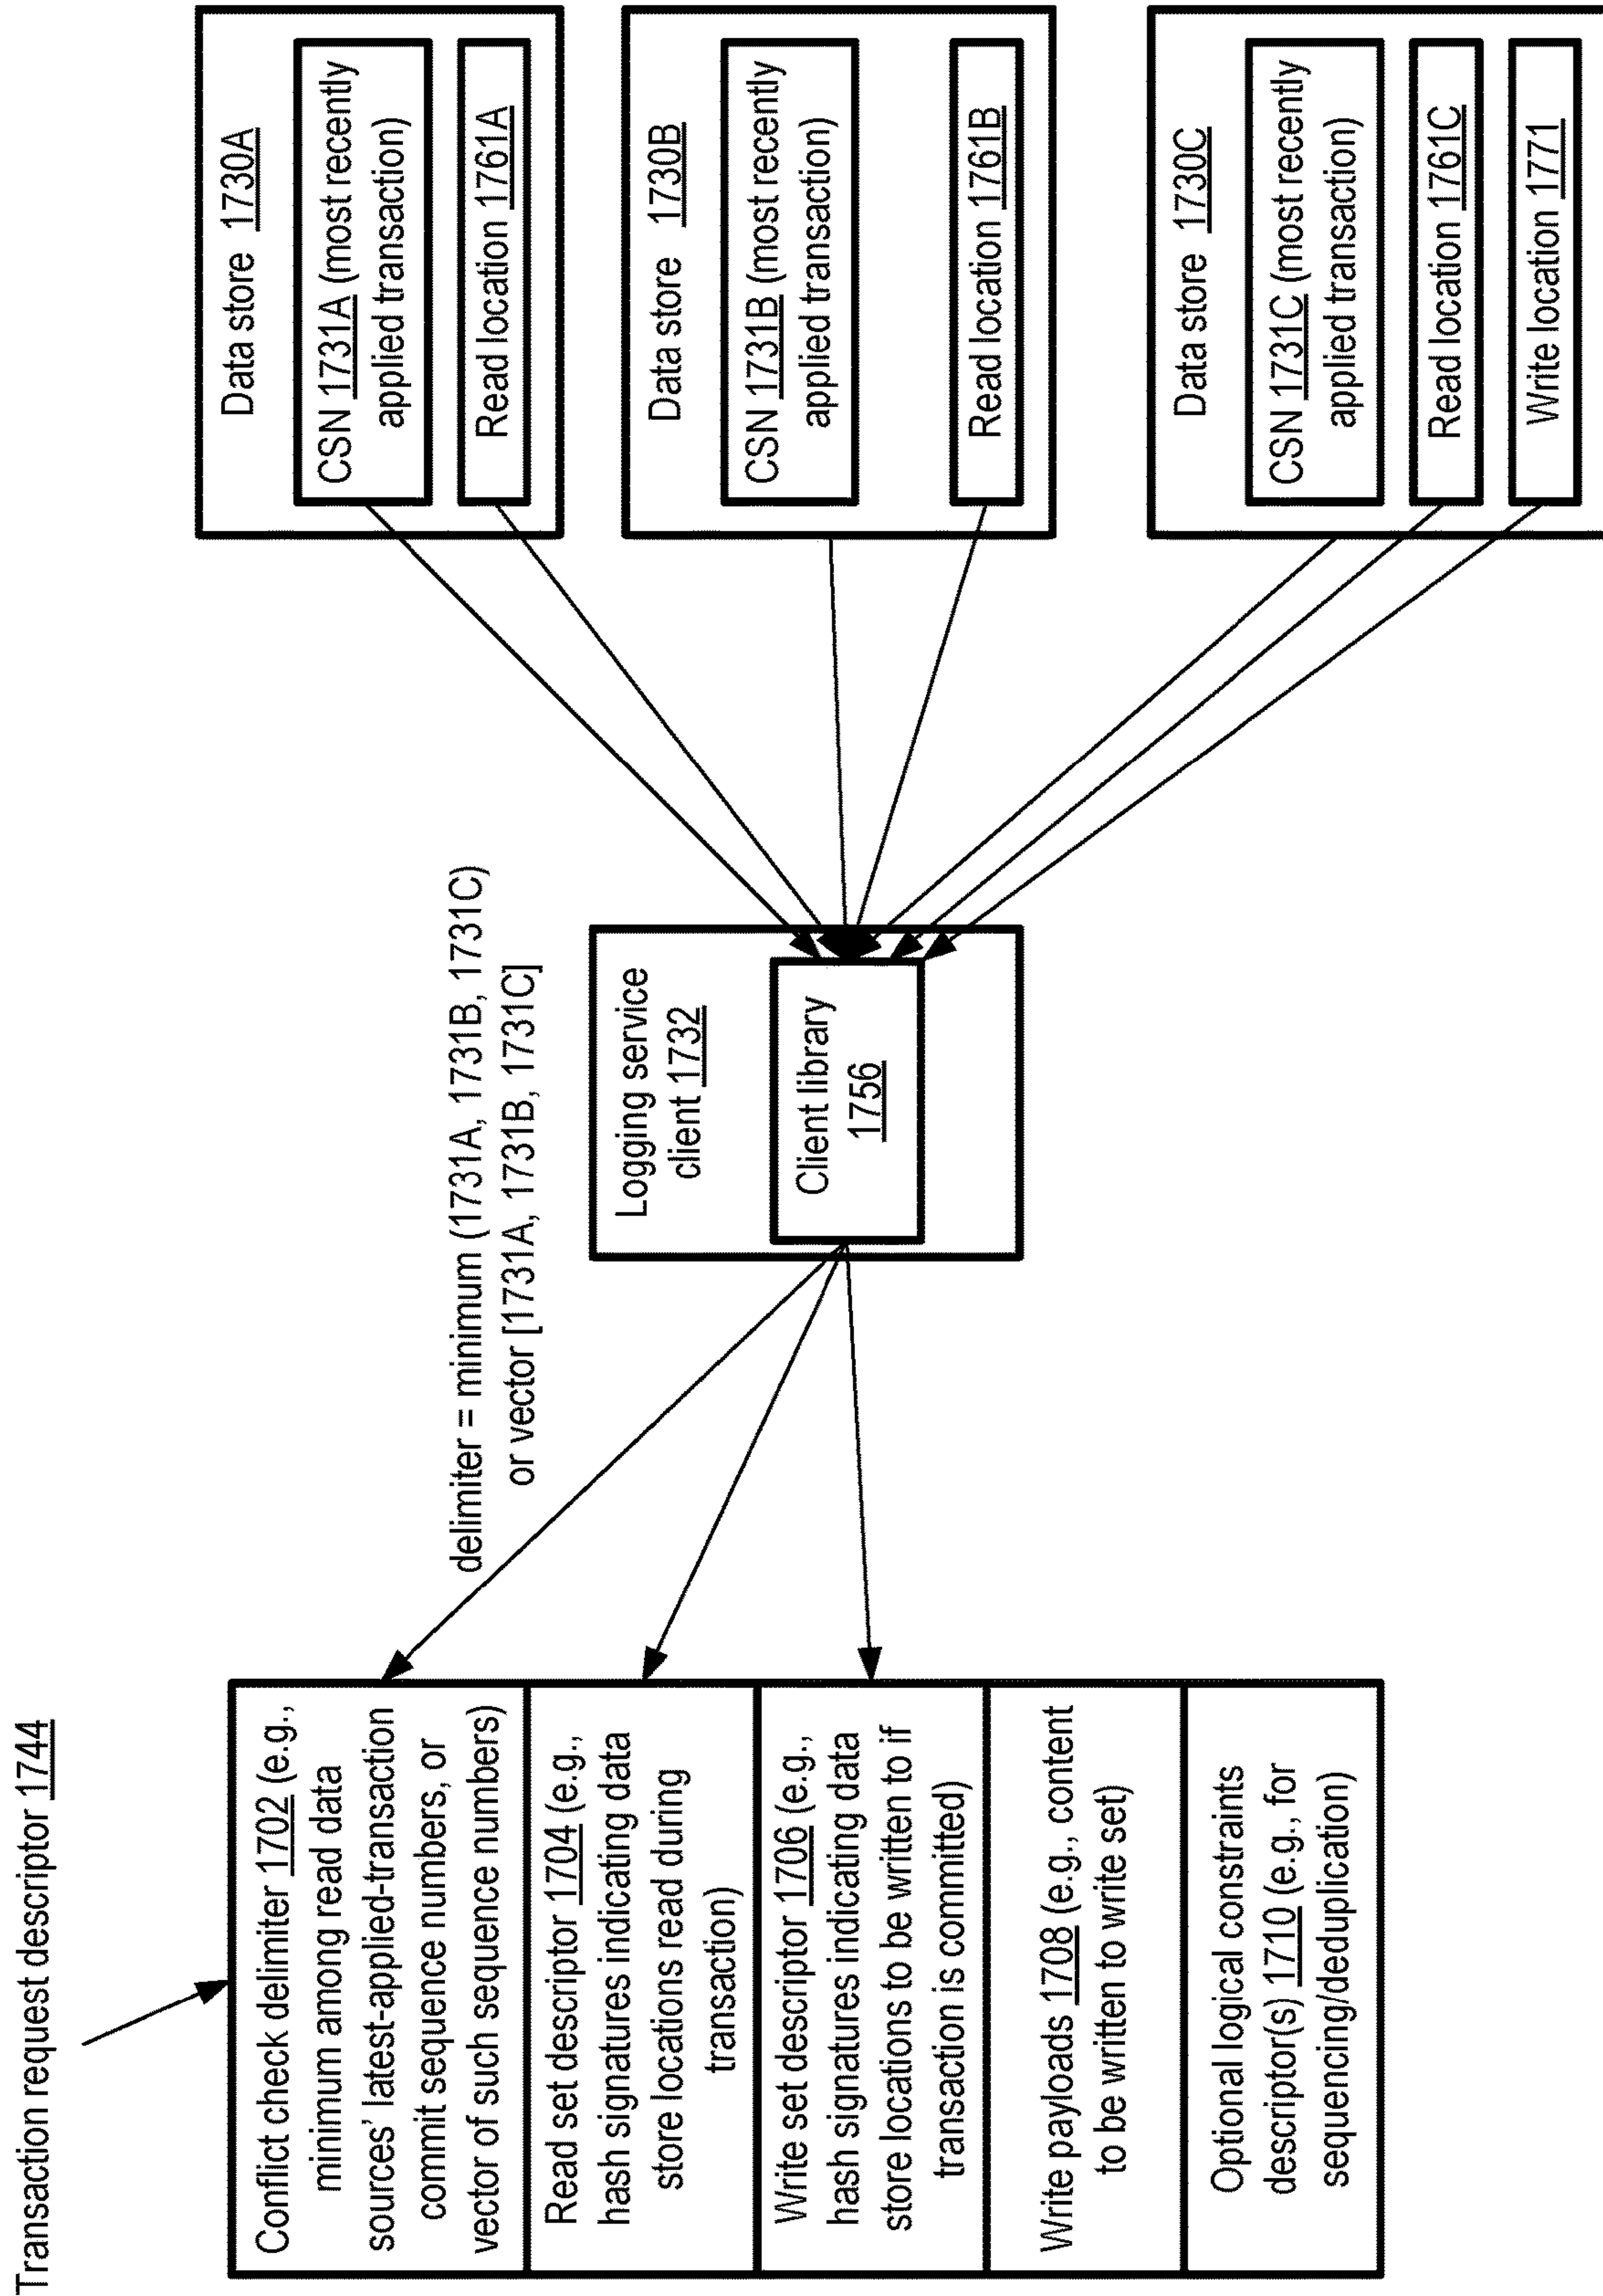 Transaction request descriptor 1744
Conflict check delimiter 1702 (e.g.,
minimum among read data
sources' latest-applied-transaction
commit sequence numbers, or
vector of such sequence numbers)
Read set descriptor 1704 (e.g.,
hash signatures indicating data
store locations read during
transaction)
Write set descriptor 1706 (e.g.,
hash signatures indicating data
store locations to be written to if
transaction is committed)
Write payloads 1708 (e.g., content
to be written to write set)
Optional logical constraints
descriptor(s) 1710 (e.g., for
sequencing/deduplication)
delimiter = minimum (1731A, 1731B, 1731C)
or vector [1731A, 1731B, 1731C]
Logging service
client 1732
Client library
1756
Data store 1730A
CSN 1731A (most recently
applied transaction)
Read location 1761A
Data store 1730B
CSN 1731B (most recently
applied transaction)
Read location 1761B
Data store 1730C
CSN 1731C (most recently
applied transaction)
Read location 1761C
Write location 1771